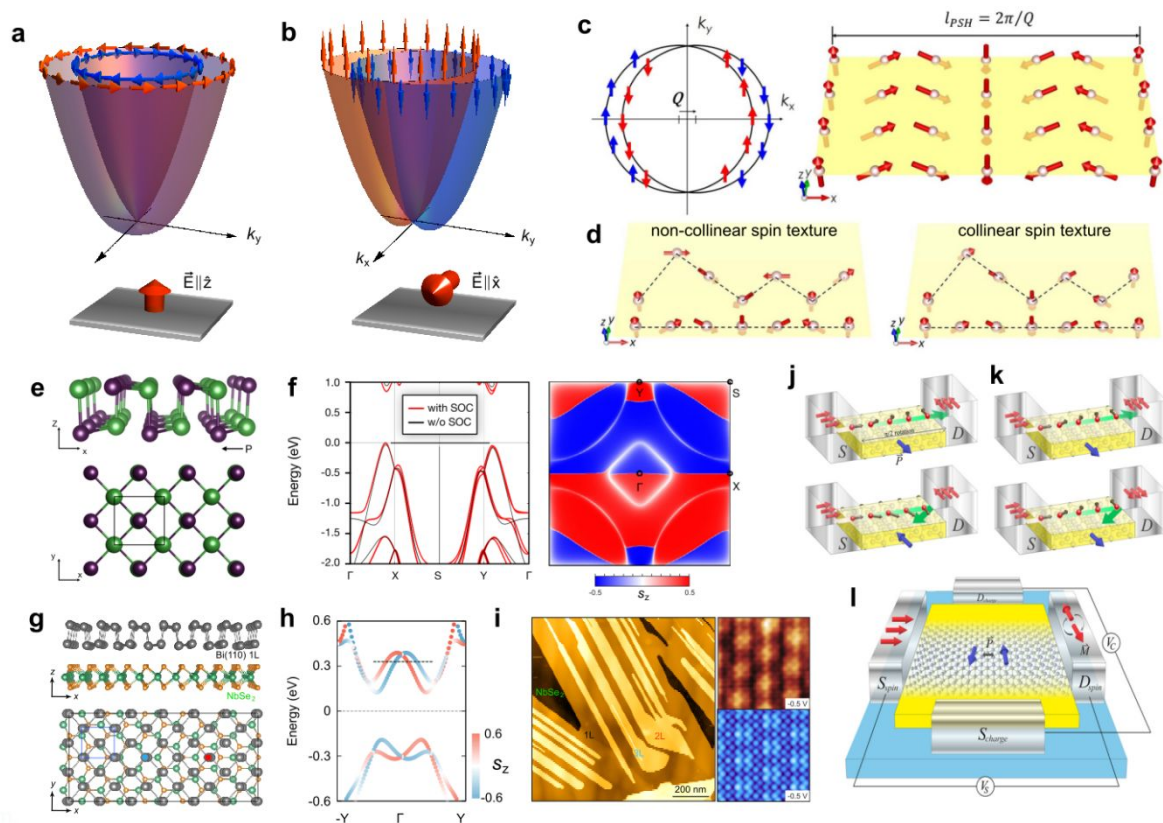 a
k_y
E⃗||ẑ
b
k_y
k_x
E⃗||x̂
c
k_y
k_x
Q
l_PSH = 2π/Q
z
y
x
d
non-collinear spin texture
collinear spin texture
z
y
x
z
y
x
e
z
x
P
y
x
f
Energy (eV)
1.0
0.5
0.0
-0.5
-1.0
-1.5
-2.0
with SOC
w/o SOC
Γ
X
S
Y
Γ
Y
S
Γ
X
-0.5
0.5
s_z
g
Bi(110) 1L
z
x
NbSe₂
y
x
h
Energy (eV)
0.6
0.3
0
-0.3
-0.6
-Y
Γ
Y
0.6
-0.6
s_z
i
NbSe₂
1L
2L
3L
200 nm
-0.5 V
-0.5 V
j
S
D
P⃗
S
D
k
S
D
S
D
l
D_charge
M⃗
P⃗
V_C
S_spin
D_spin
S_charge
V_S